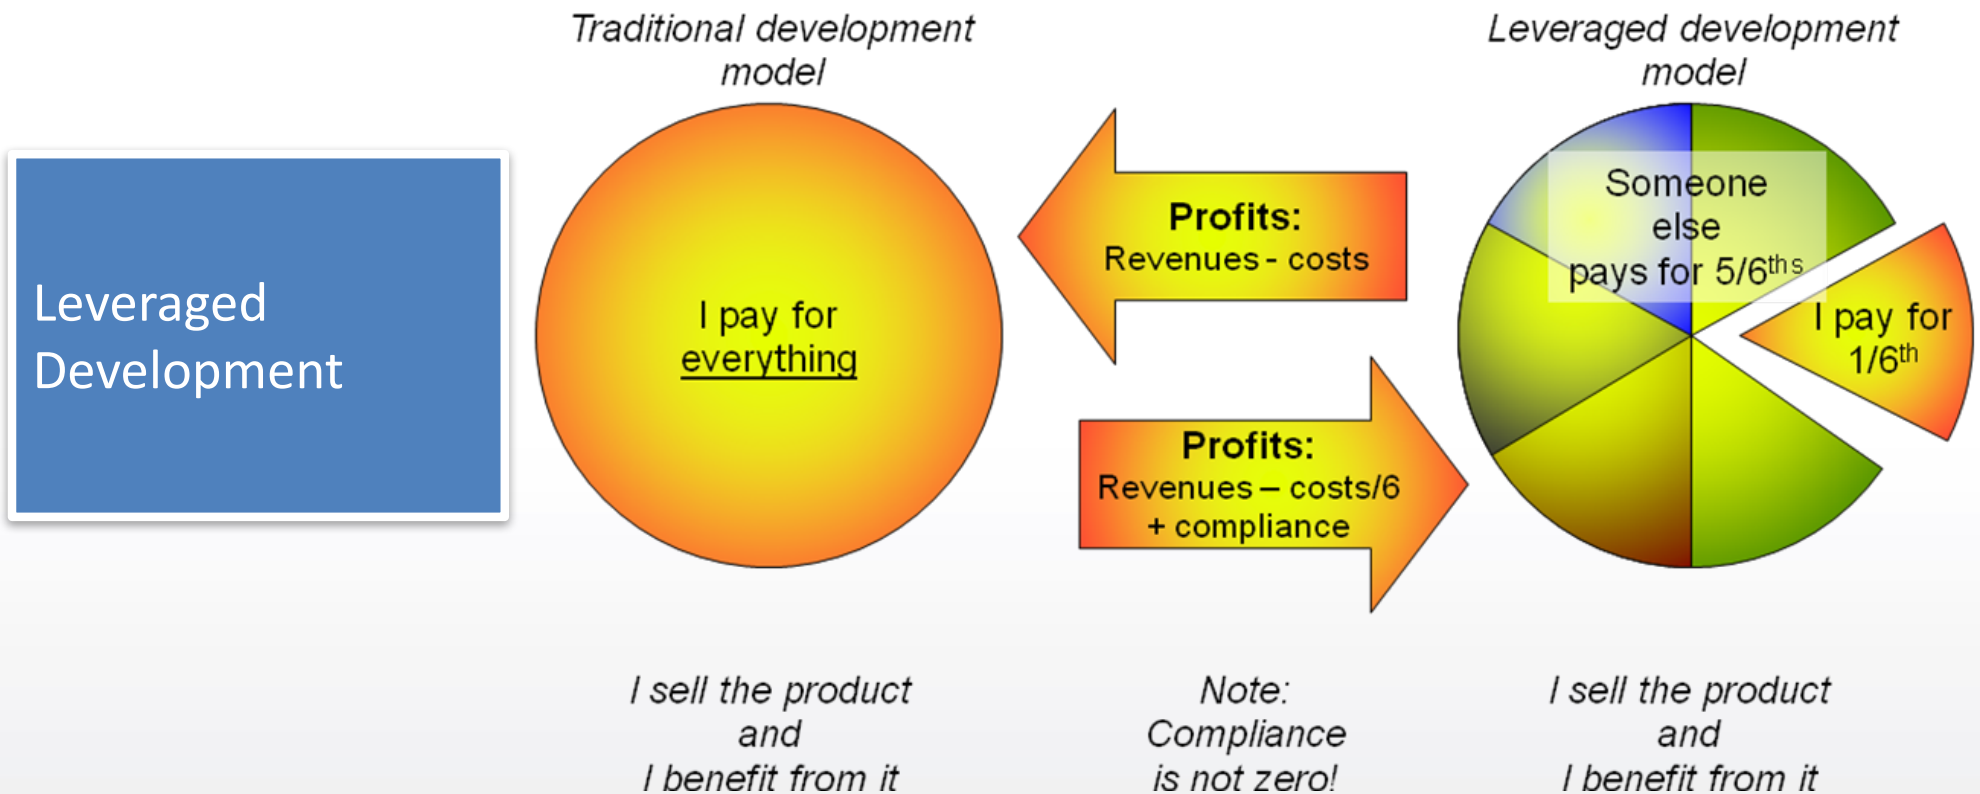 Leveraged
Development
Traditional development
model
I pay for
everything
I sell the product
and
I benefit from it
Profits:
Revenues - costs
Profits:
Revenues – costs/6
+ compliance
Note:
Compliance
is not zero!
Leveraged development
model
Someone
else
pays for 5/6ths
I pay for
1/6th
I sell the product
and
I benefit from it